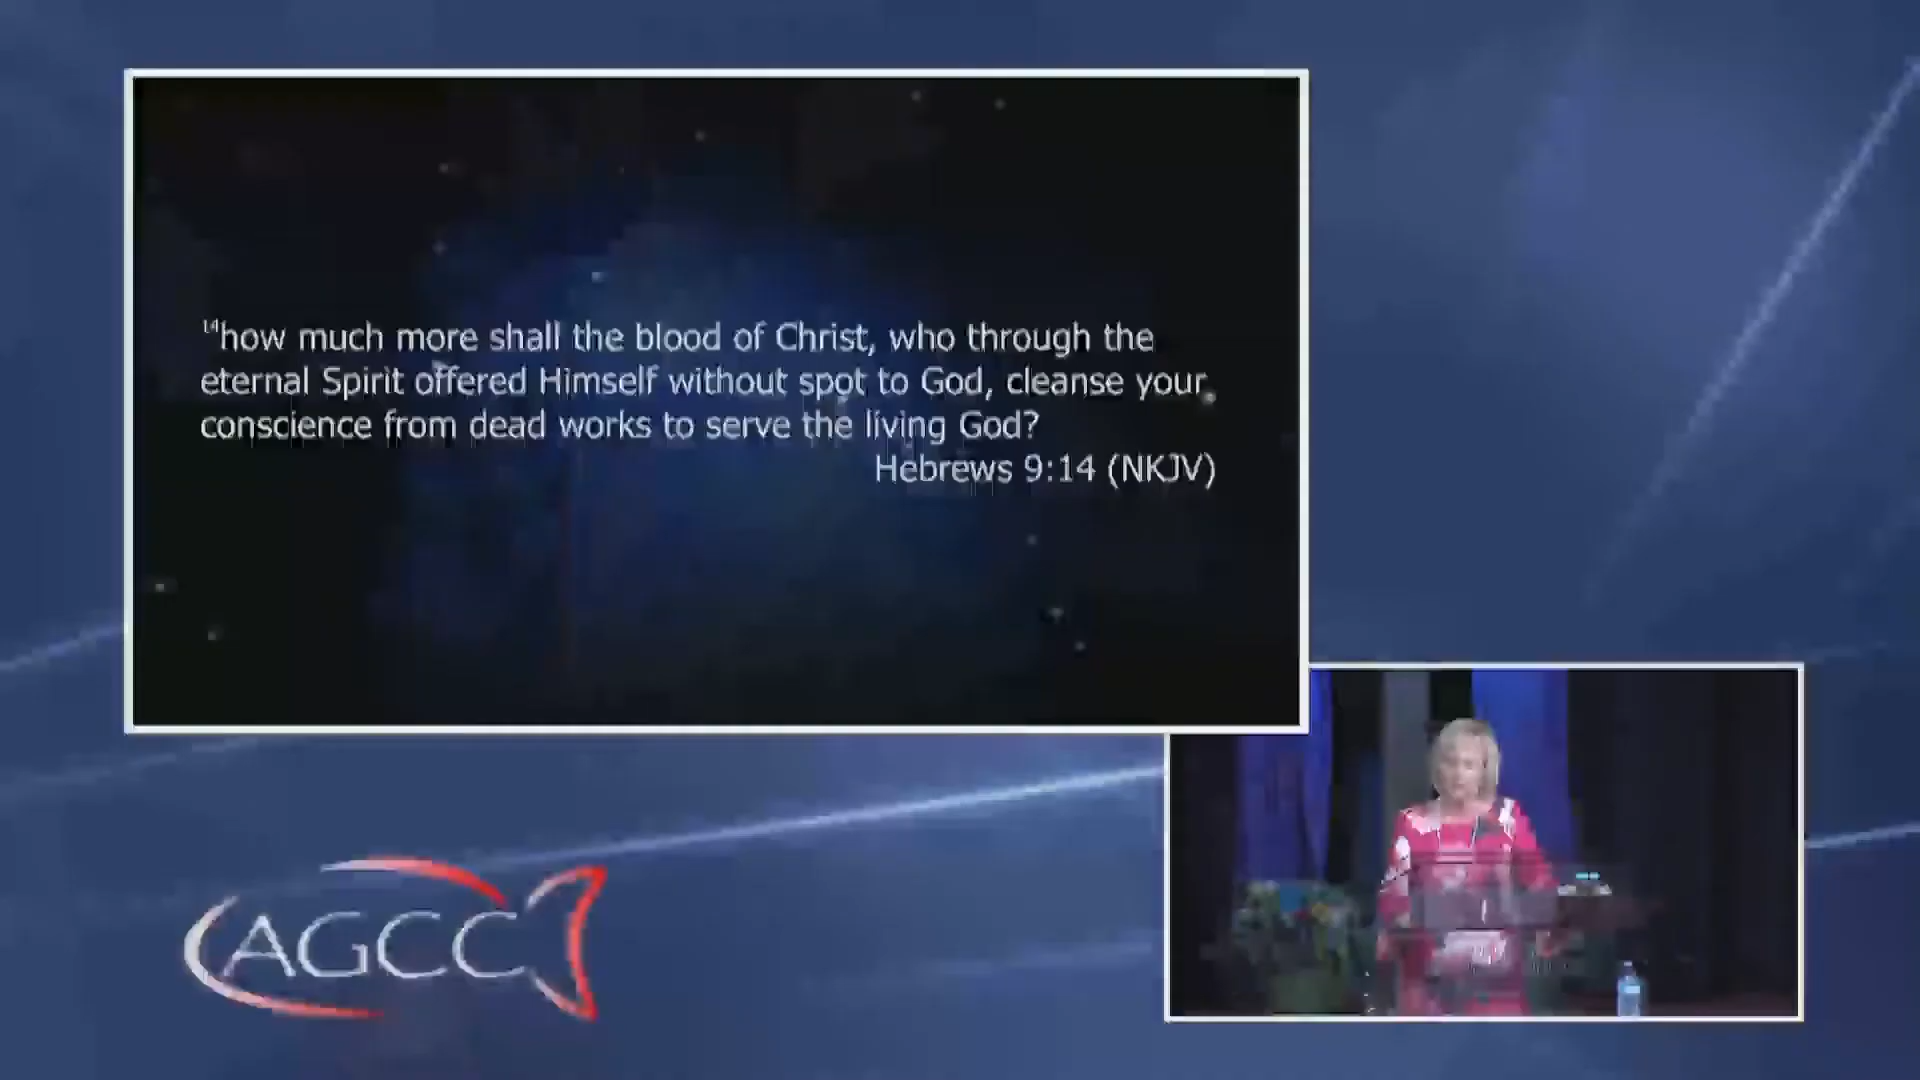 ¹⁴how much more shall the blood of Christ, who through the
eternal Spirit offered Himself without spot to God, cleanse your
conscience from dead works to serve the living God?
Hebrews 9:14 (NKJV)
AGCC